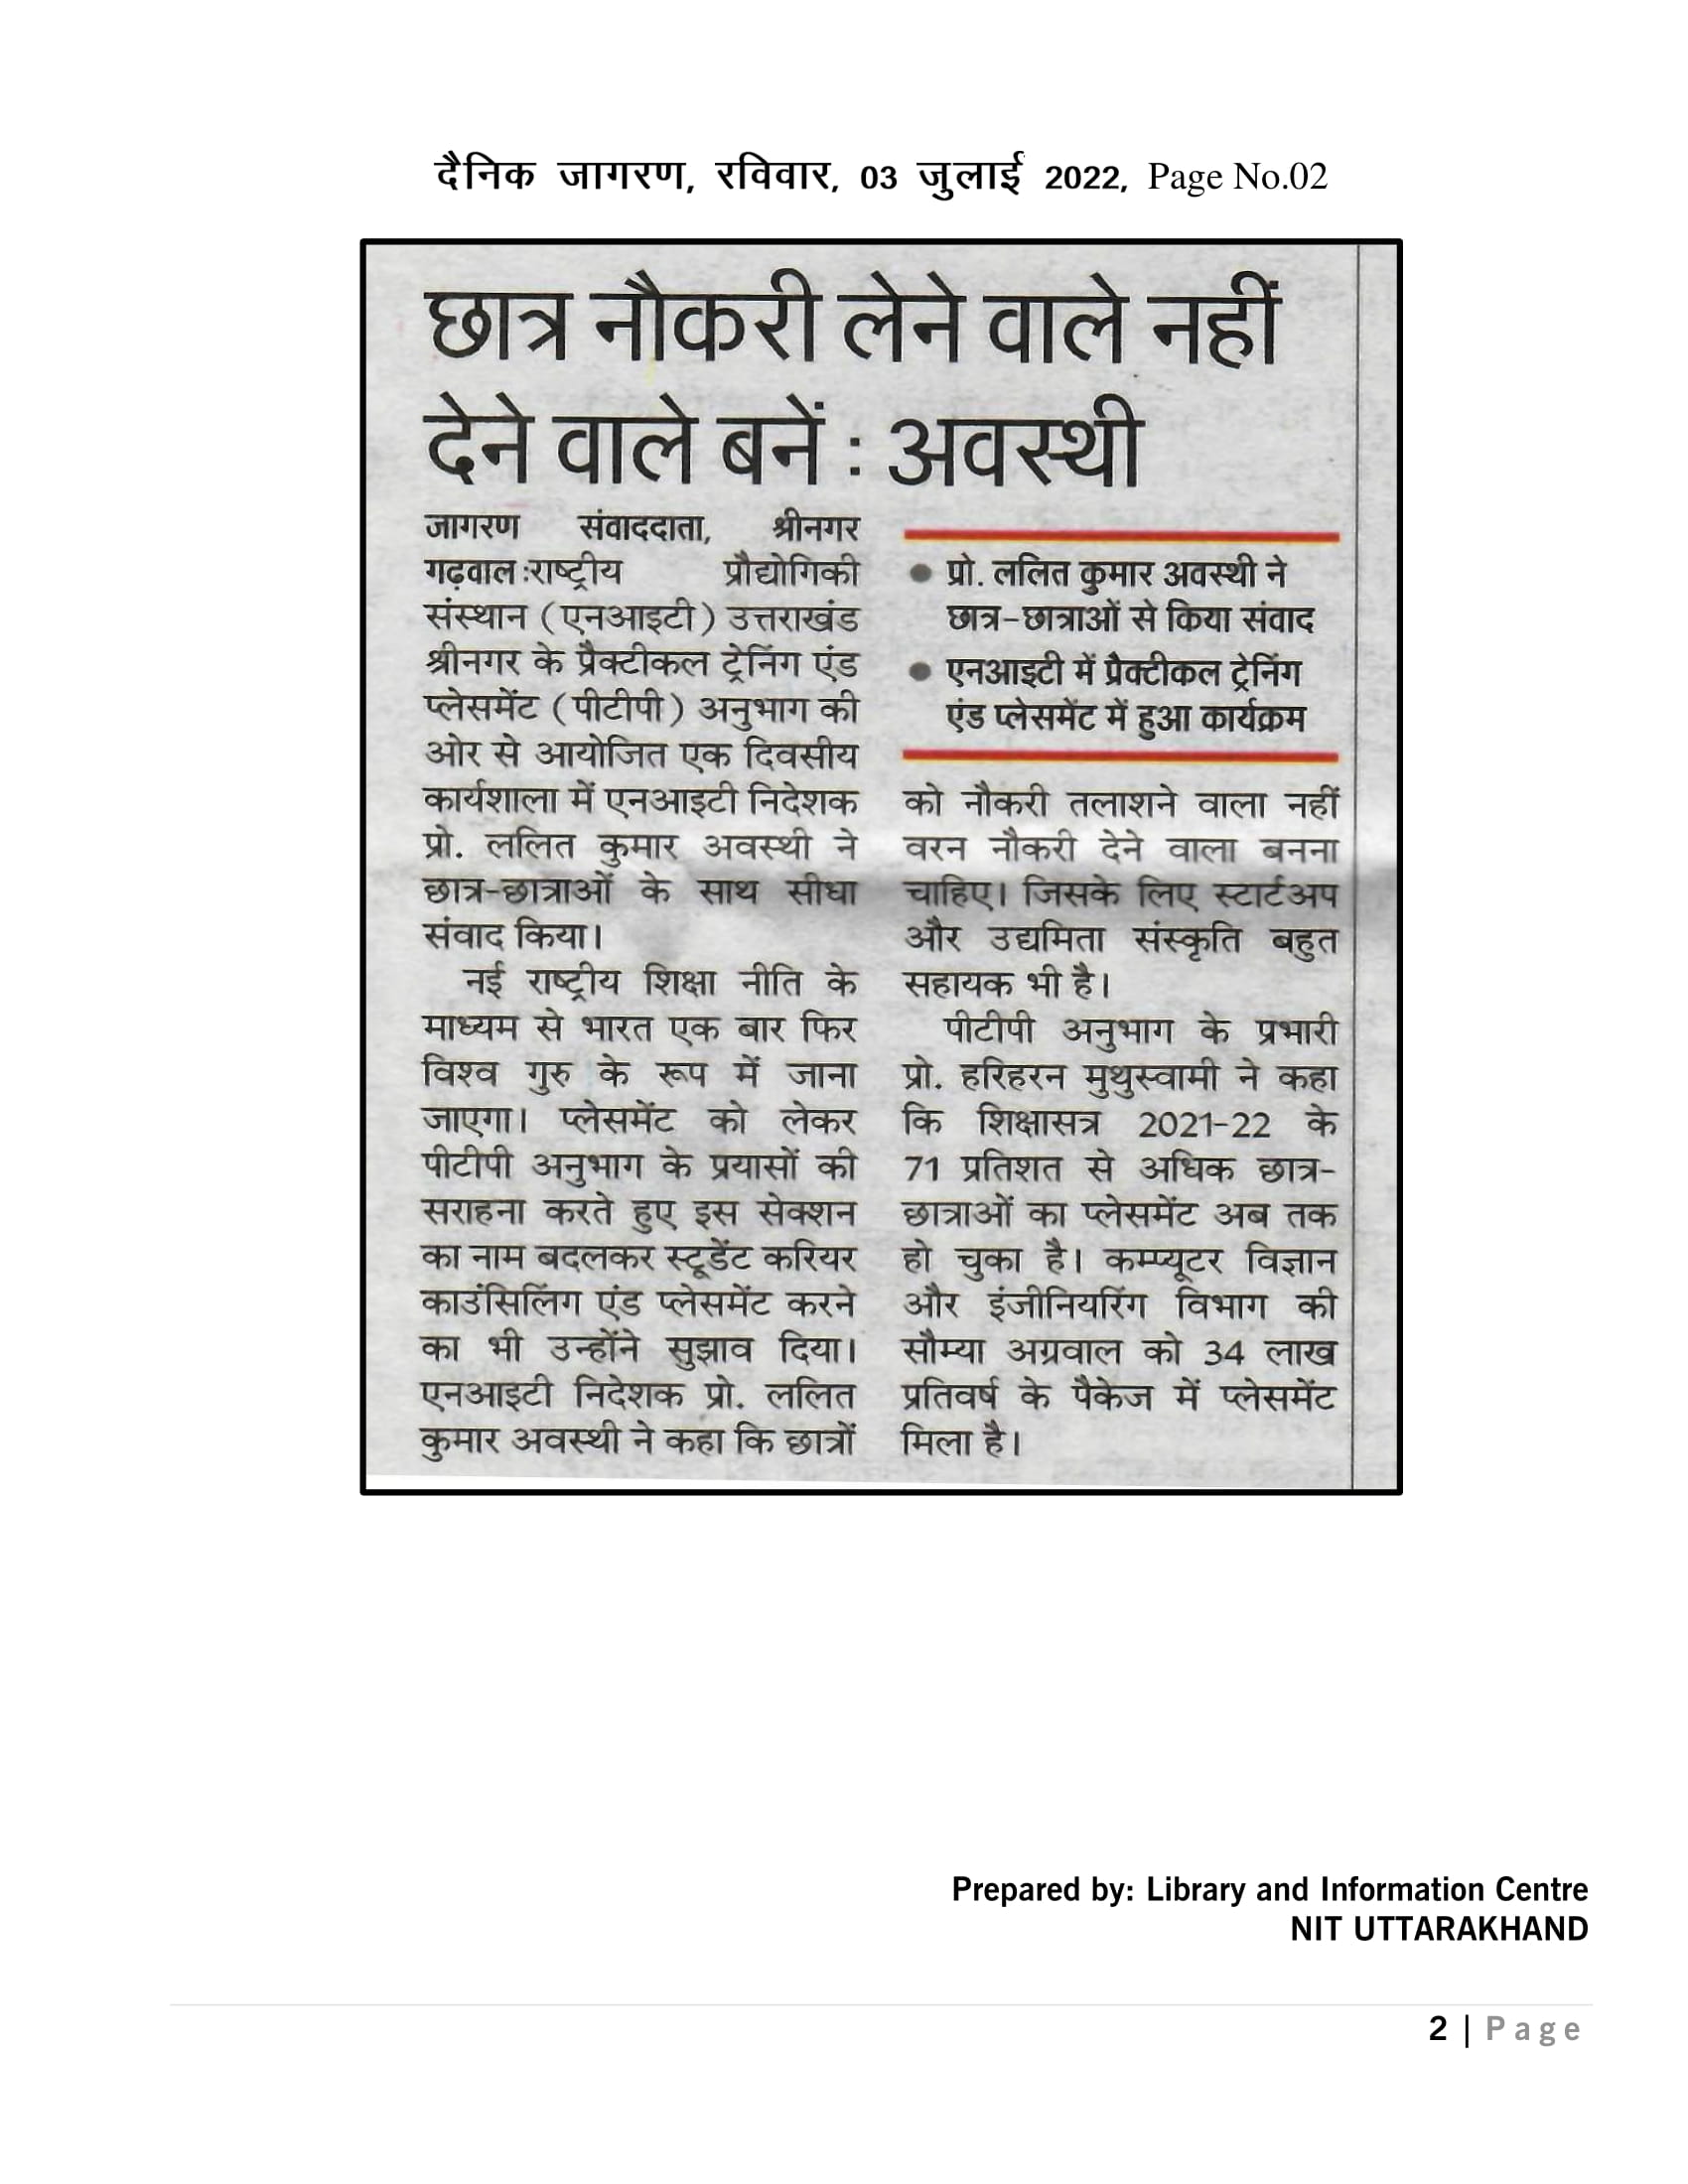 दैनिक जागरण, रविवार, 03 जुलाई 2022, Page No.02
छात्र नौकरी लेने वाले नहीं
देने वाले बनें : अवस्थी
जागरण संवाददाता, श्रीनगर
गढ़वाल :राष्ट्रीय प्रौद्योगिकी
संस्थान (एनआइटी) उत्तराखंड
श्रीनगर के प्रैक्टीकल ट्रेनिंग एंड
प्लेसमेंट (पीटीपी) अनुभाग की
ओर से आयोजित एक दिवसीय
कार्यशाला में एनआइटी निदेशक
प्रो. ललित कुमार अवस्थी ने
छात्र-छात्राओं के साथ सीधा
संवाद किया।
नई राष्ट्रीय शिक्षा नीति के
माध्यम से भारत एक बार फिर
विश्व गुरु के रूप में जाना
जाएगा। प्लेसमेंट को लेकर
पीटीपी अनुभाग के प्रयासों की
सराहना करते हुए इस सेक्शन
का नाम बदलकर स्टूडेंट करियर
काउंसिलिंग एंड प्लेसमेंट करने
का भी उन्होंने सुझाव दिया।
एनआइटी निदेशक प्रो. ललित
कुमार अवस्थी ने कहा कि छात्रों
● प्रो. ललित कुमार अवस्थी ने
छात्र-छात्राओं से किया संवाद
● एनआइटी में प्रैक्टीकल ट्रेनिंग
एंड प्लेसमेंट में हुआ कार्यक्रम
को नौकरी तलाशने वाला नहीं
वरन नौकरी देने वाला बनना
चाहिए। जिसके लिए स्टार्टअप
और उद्यमिता संस्कृति बहुत
सहायक भी है।
पीटीपी अनुभाग के प्रभारी
प्रो. हरिहरन मुथुस्वामी ने कहा
कि शिक्षासत्र 2021-22 के
71 प्रतिशत से अधिक छात्र-
छात्राओं का प्लेसमेंट अब तक
हो चुका है। कम्प्यूटर विज्ञान
और इंजीनियरिंग विभाग की
सौम्या अग्रवाल को 34 लाख
प्रतिवर्ष के पैकेज में प्लेसमेंट
मिला है।
Prepared by: Library and Information Centre
NIT UTTARAKHAND
2 | Page